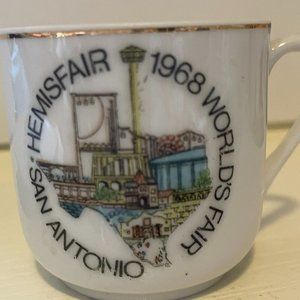 HEMISFAIR 1968 WORLD'S FAIR
SAN ANTONIO